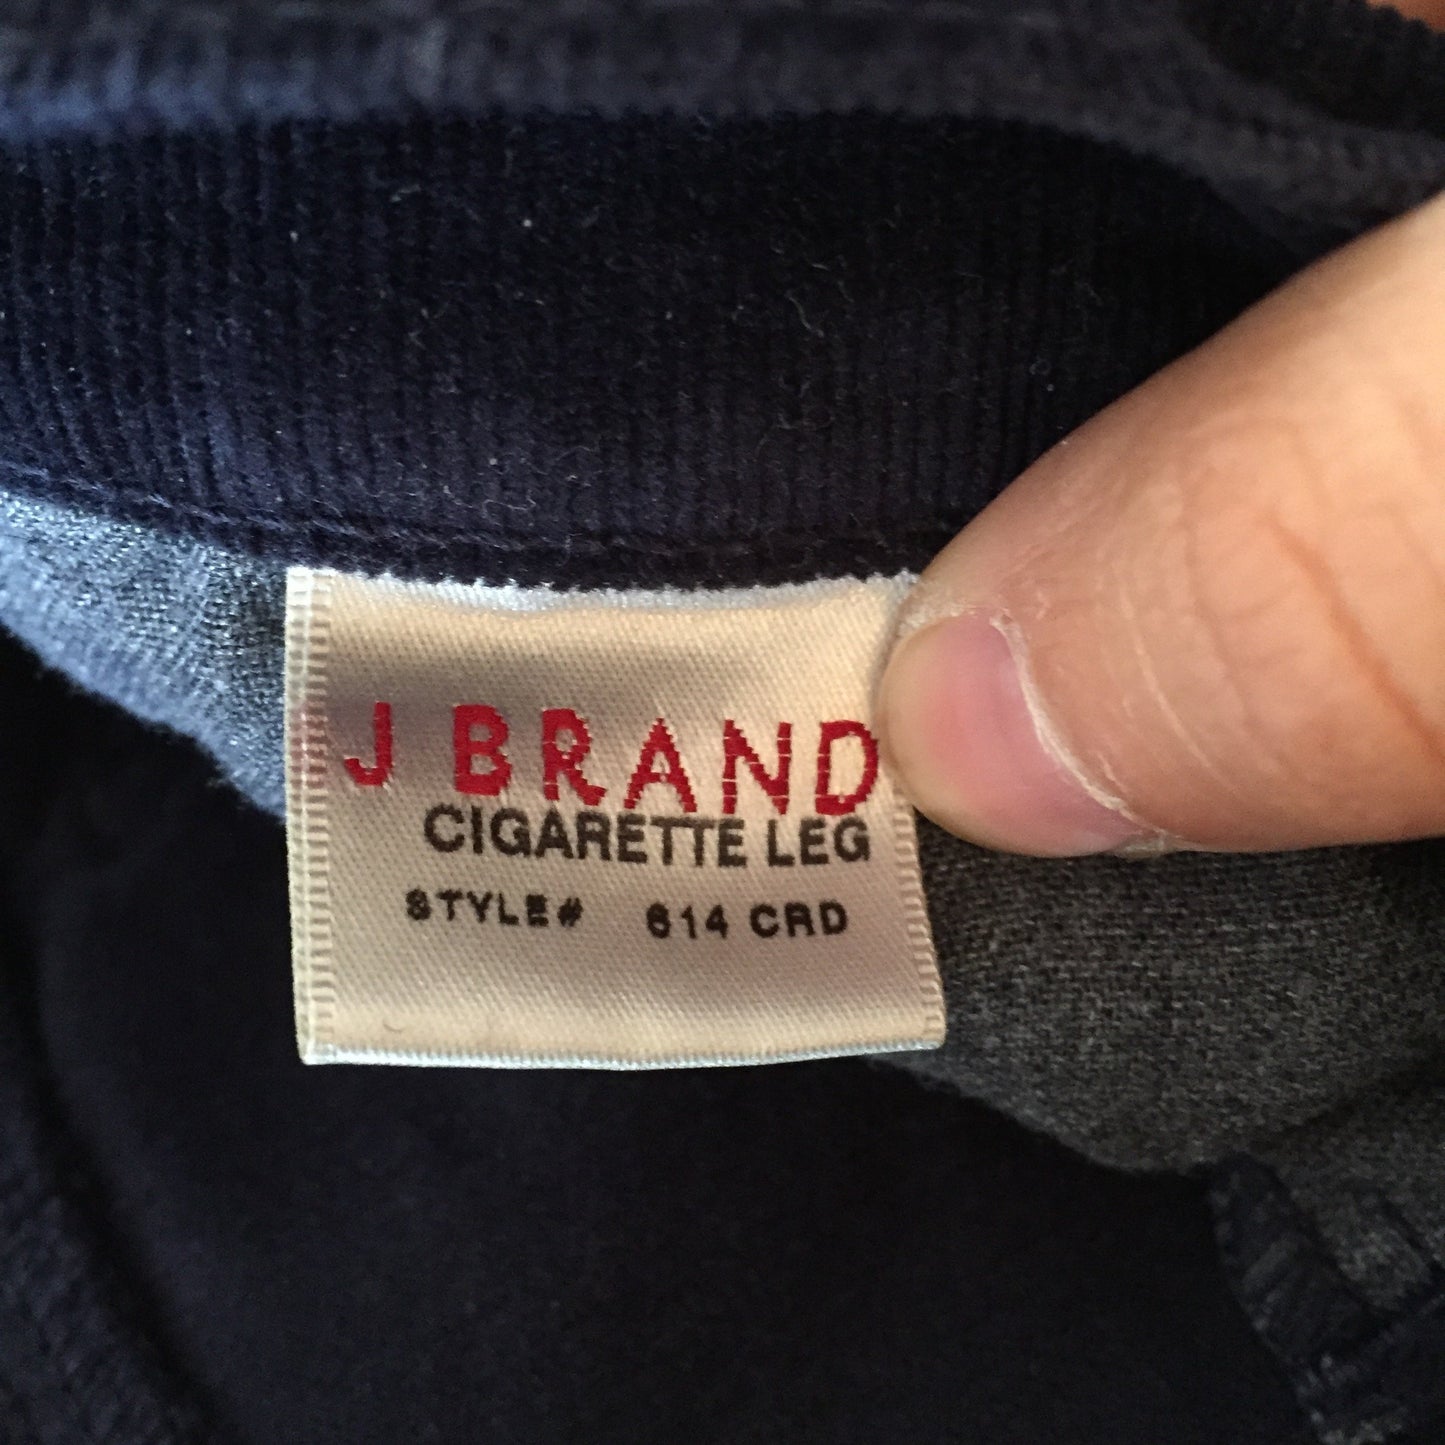 J BRAND
CIGARETTE LEG
STYLE# 614 CRD